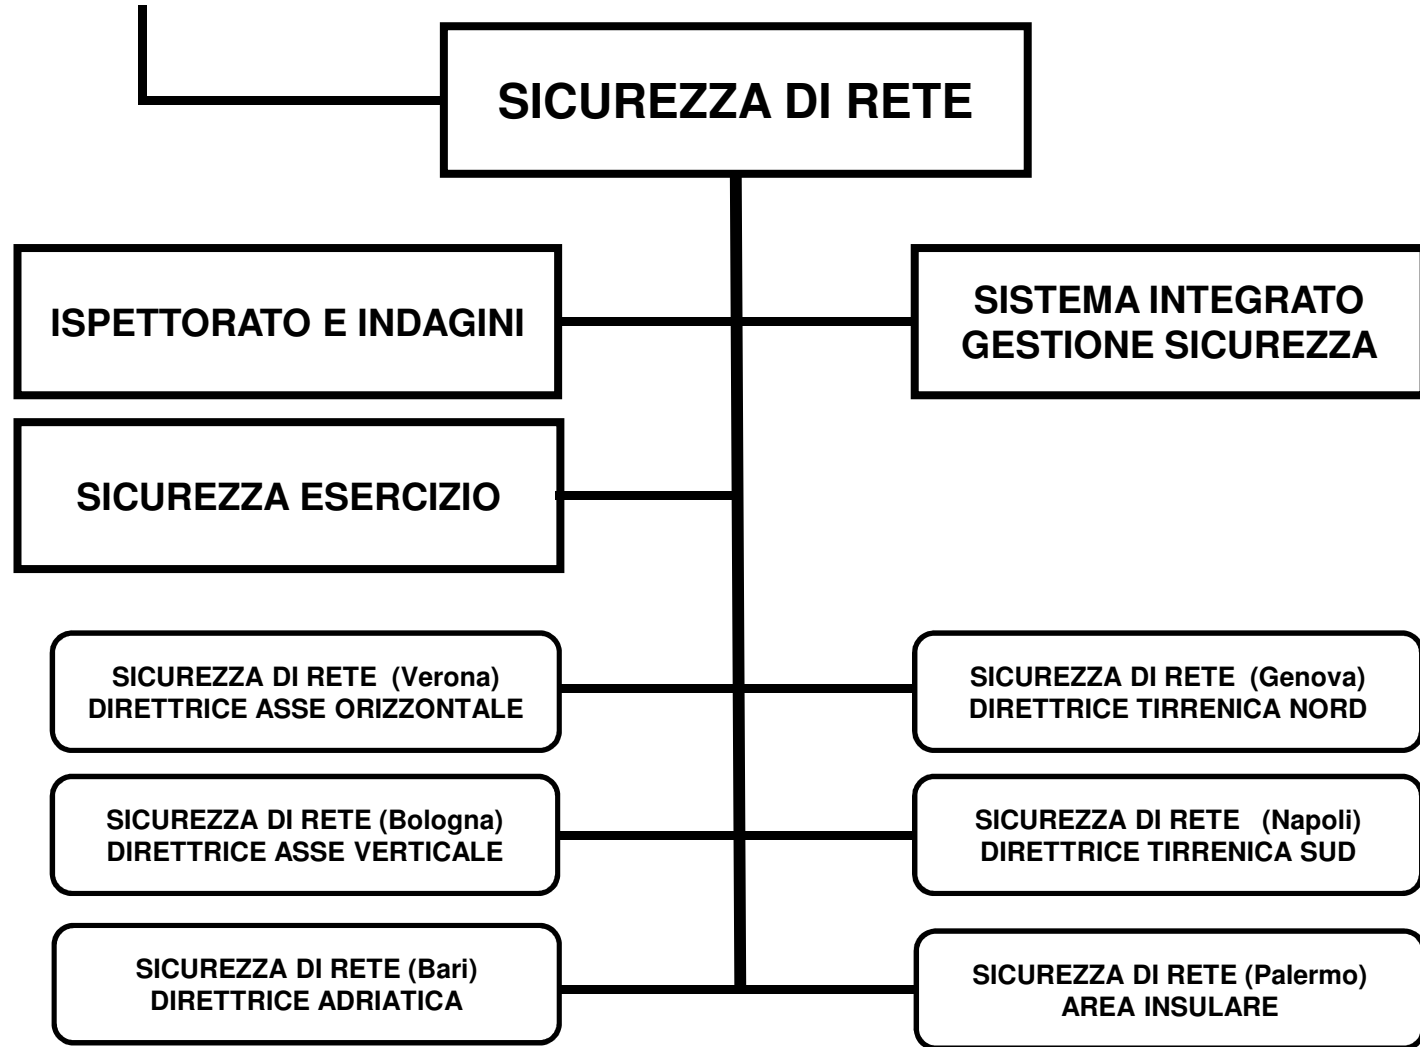 SICUREZZA DI RETE
ISPETTORATO E INDAGINI
SISTEMA INTEGRATO
GESTIONE SICUREZZA
SICUREZZA ESERCIZIO
SICUREZZA DI RETE (Verona)
DIRETTRICE ASSE ORIZZONTALE
SICUREZZA DI RETE (Genova)
DIRETTRICE TIRRENICA NORD
SICUREZZA DI RETE (Bologna)
DIRETTRICE ASSE VERTICALE
SICUREZZA DI RETE (Napoli)
DIRETTRICE TIRRENICA SUD
SICUREZZA DI RETE (Bari)
DIRETTRICE ADRIATICA
SICUREZZA DI RETE (Palermo)
AREA INSULARE